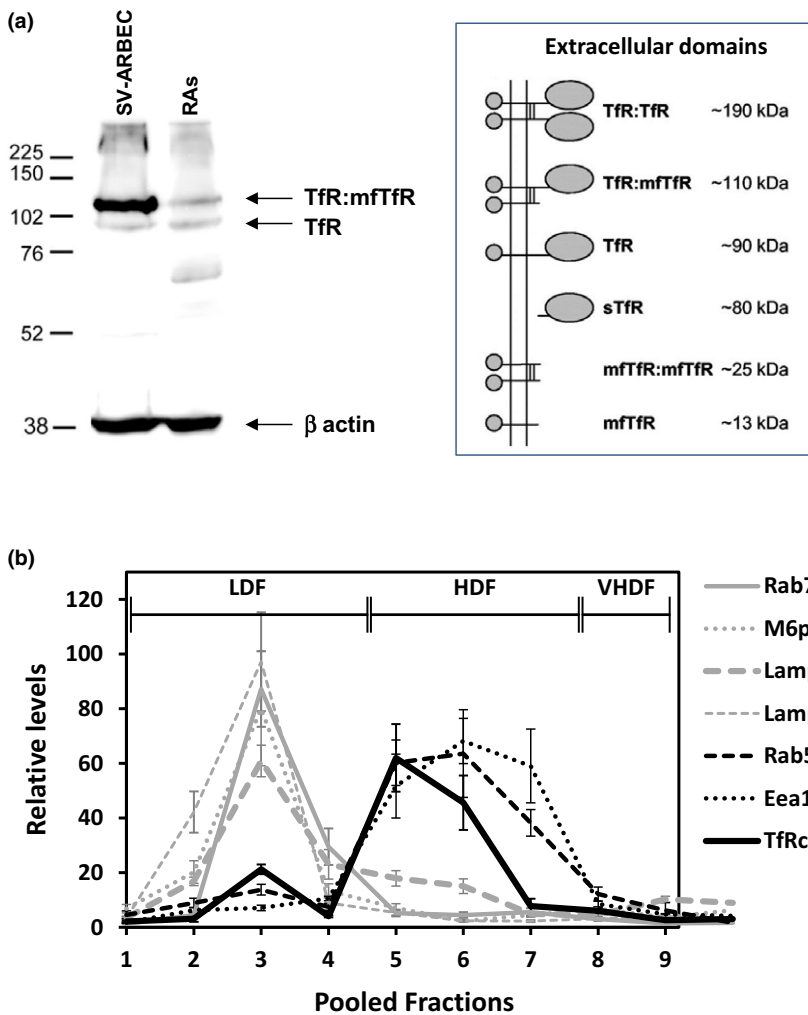 (a)
SV-ARBEC
RAs
225
150
102
76
52
38
TfR:mfTfR
TfR
β actin
Extracellular domains
TfR:TfR ~190 kDa
TfR:mfTfR ~110 kDa
TfR ~90 kDa
sTfR ~80 kDa
mfTfR:mfTfR ~25 kDa
mfTfR ~13 kDa
(b)
LDF HDF VHDF
120
100
80
60
40
20
0
Relative levels
1 2 3 4 5 6 7 8 9
Pooled Fractions
Rab7
M6p
Lam
Lam
Rab5
Eea1
TfRc